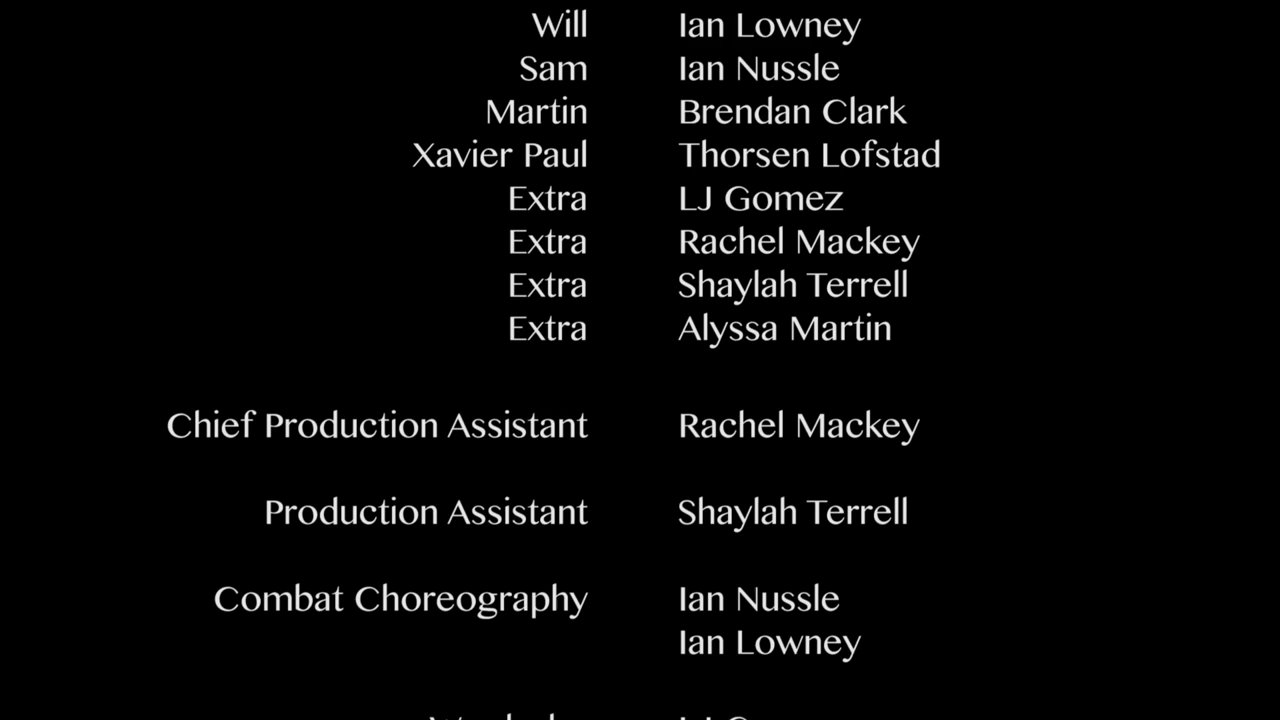 Will Ian Lowney
Sam Ian Nussle
Martin Brendan Clark
Xavier Paul Thorsen Lofstad
Extra LJ Gomez
Extra Rachel Mackey
Extra Shaylah Terrell
Extra Alyssa Martin
Chief Production Assistant Rachel Mackey
Production Assistant Shaylah Terrell
Combat Choreography Ian Nussle
Ian Lowney